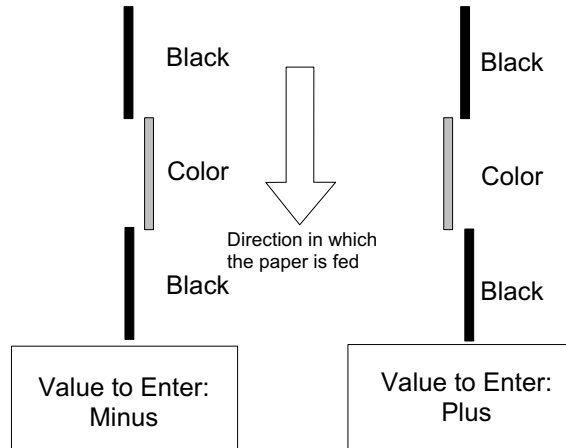 Black
Color
Black
Value to Enter:
Minus
Direction in which
the paper is fed
Black
Color
Black
Value to Enter:
Plus